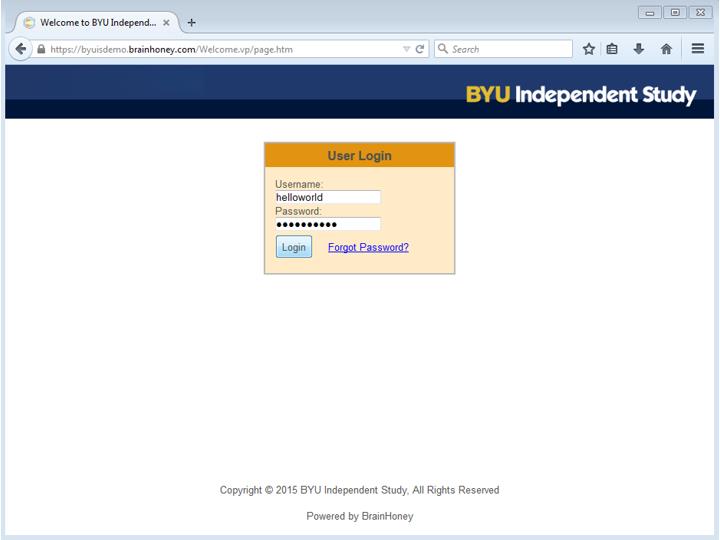 Welcome to BYU Independ...
https://byuisdemo.brainhoney.com/Welcome.vp/page.htm
Search
BYU Independent Study
User Login
Username:
helloworld
Password:
●●●●●●●●●●
Login Forgot Password?
Copyright © 2015 BYU Independent Study, All Rights Reserved
Powered by BrainHoney